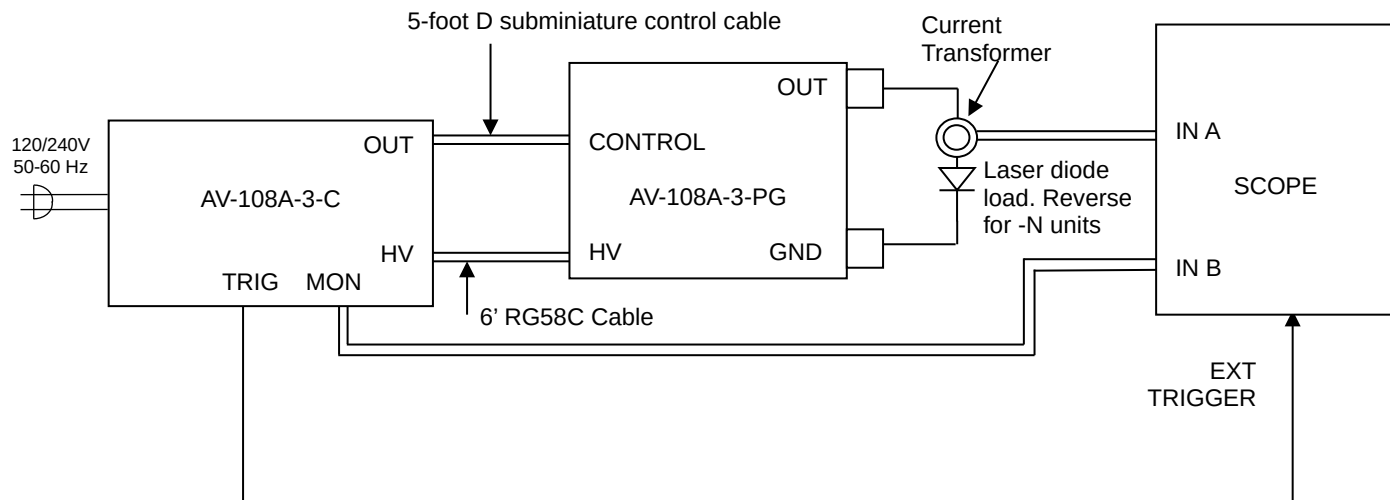 5-foot D subminiature control cable
Current
Transformer
120/240V
50-60 Hz
OUT
AV-108A-3-C
HV
TRIG MON
OUT
CONTROL
AV-108A-3-PG
HV
GND
6’ RG58C Cable
Laser diode
load. Reverse
for -N units
IN A
SCOPE
IN B
EXT
TRIGGER